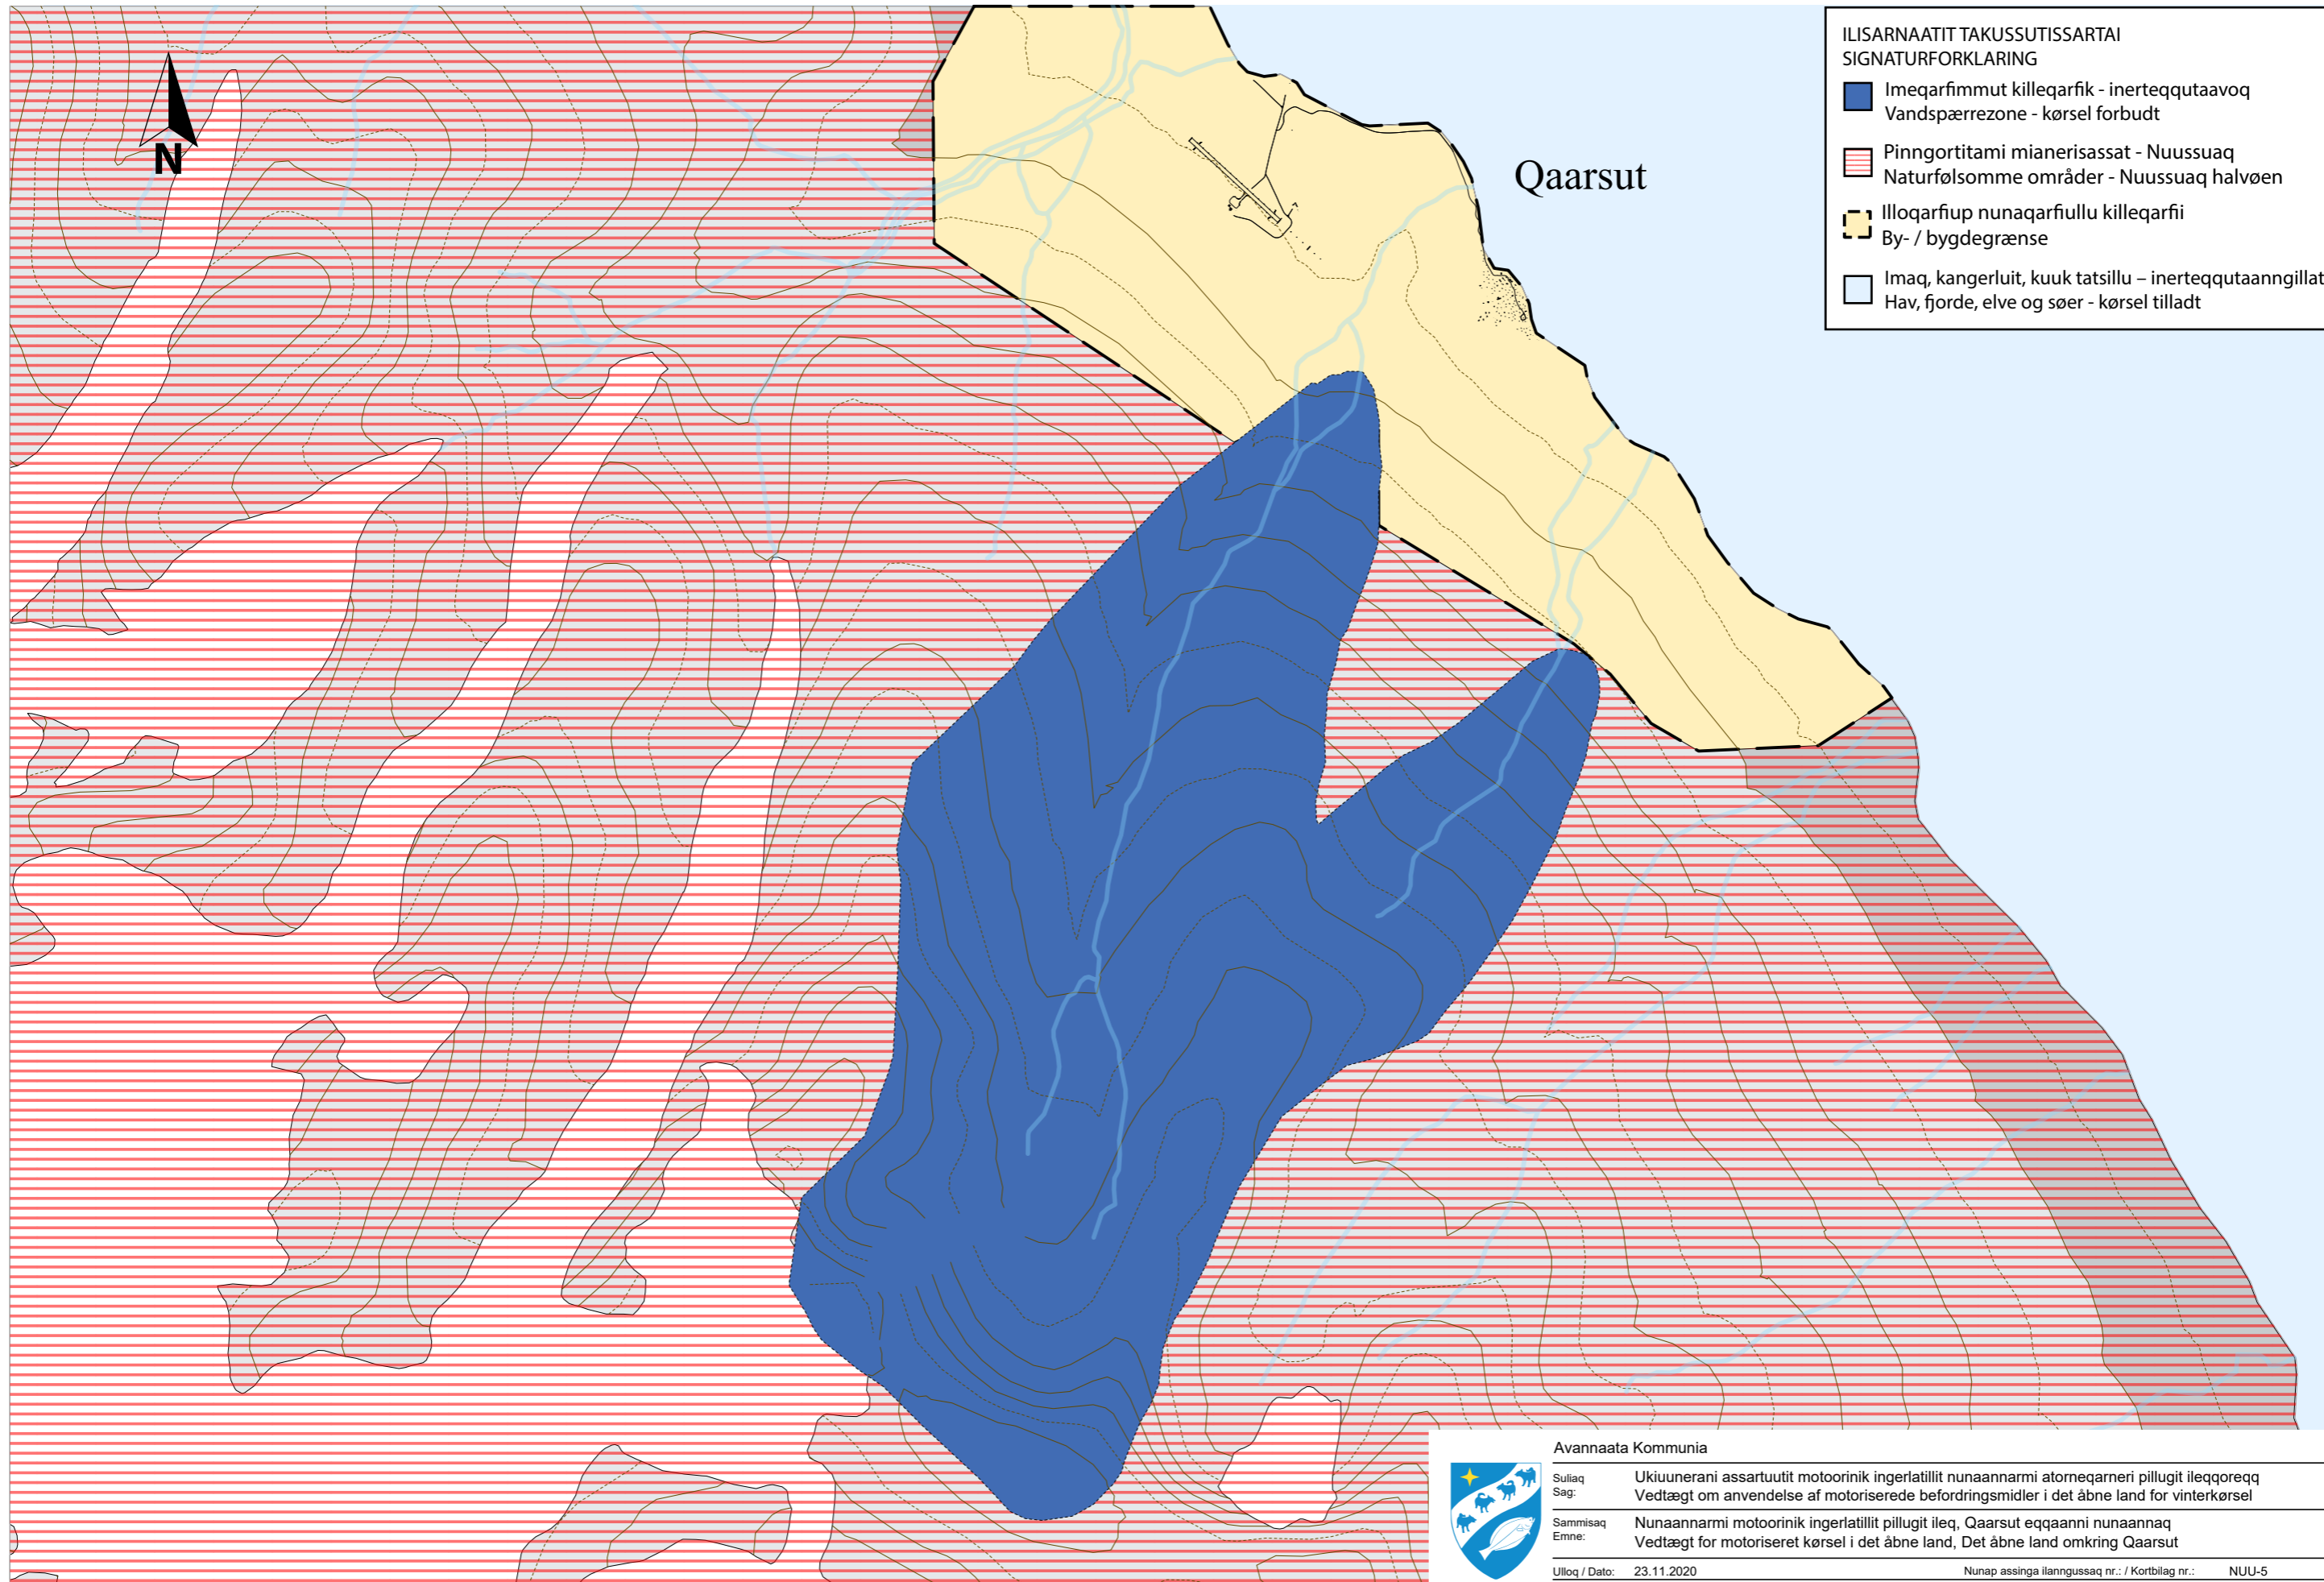 N
Qaarsut
ILISARNAATIT TAKUSSUTISSARTAI
SIGNATURFORKLARING
Imeqarfimmut killeqarfik - inerteqqutaavoq
Vandspærrezone - kørsel forbudt
Pinngortitami mianerisassat - Nuussuaq
Naturfølsomme områder - Nuussuaq halvøen
Illoqarfiup nunaqarfiullu killeqarfii
By- / bygdegrænse
Imaq, kangerluit, kuuk tatsillu – inerteqqutaanngillat
Hav, fjorde, elve og søer - kørsel tilladt
Avannaata Kommunia
Suliaq Ukiuunerani assartuutit motoorinik ingerlatillit nunaannarmi atorneqarneri pillugit ileqqoreqq
Sag: Vedtægt om anvendelse af motoriserede befordringsmidler i det åbne land for vinterkørsel
Sammisaq Nunaannarmi motoorinik ingerlatillit pillugit ileq, Qaarsut eqqaanni nunaannaq
Emne: Vedtægt for motoriseret kørsel i det åbne land, Det åbne land omkring Qaarsut
Ulloq / Dato: 23.11.2020 Nunap assinga ilanngussaq nr.: / Kortbilag nr.: NUU-5